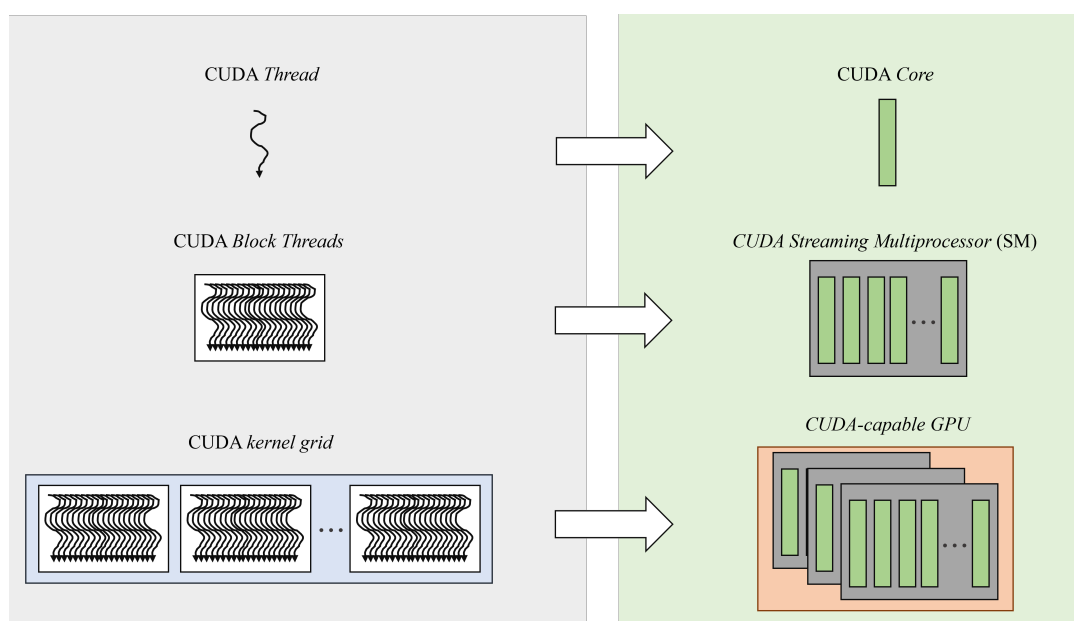 CUDA Thread
CUDA Core
CUDA Block Threads
CUDA Streaming Multiprocessor (SM)
CUDA kernel grid
CUDA-capable GPU